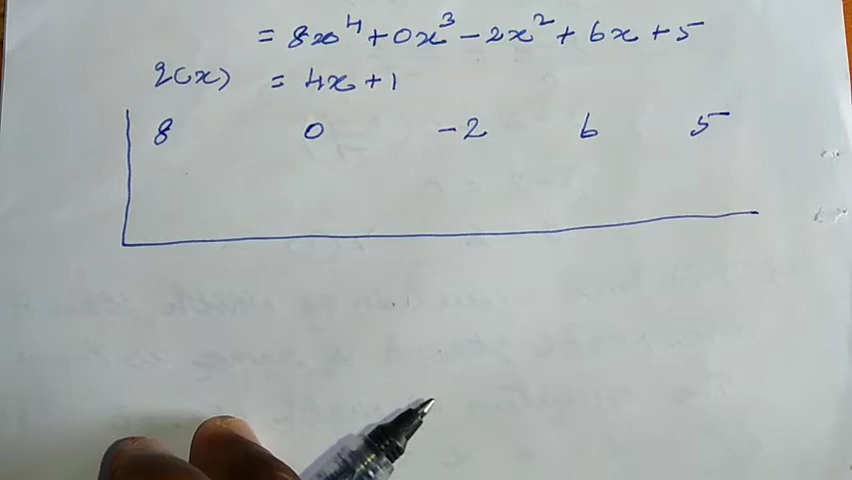 = 8x⁴ + 0x³ - 2x² + 6x + 5
q(x) = 4x + 1
8 0 -2 6 5